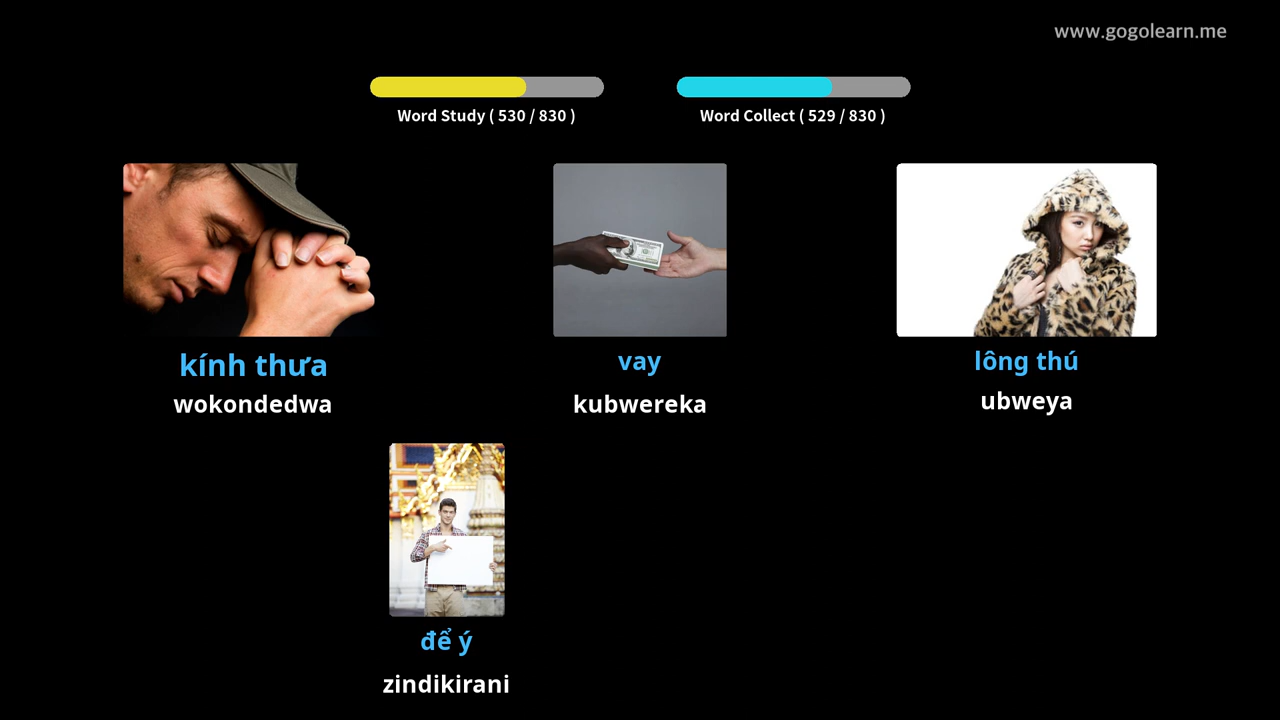 www.gogolearn.me
Word Study ( 530 / 830 )
Word Collect ( 529 / 830 )
kính thưa
wokondedwa
vay
kubwereka
lông thú
ubweya
để ý
zindikirani